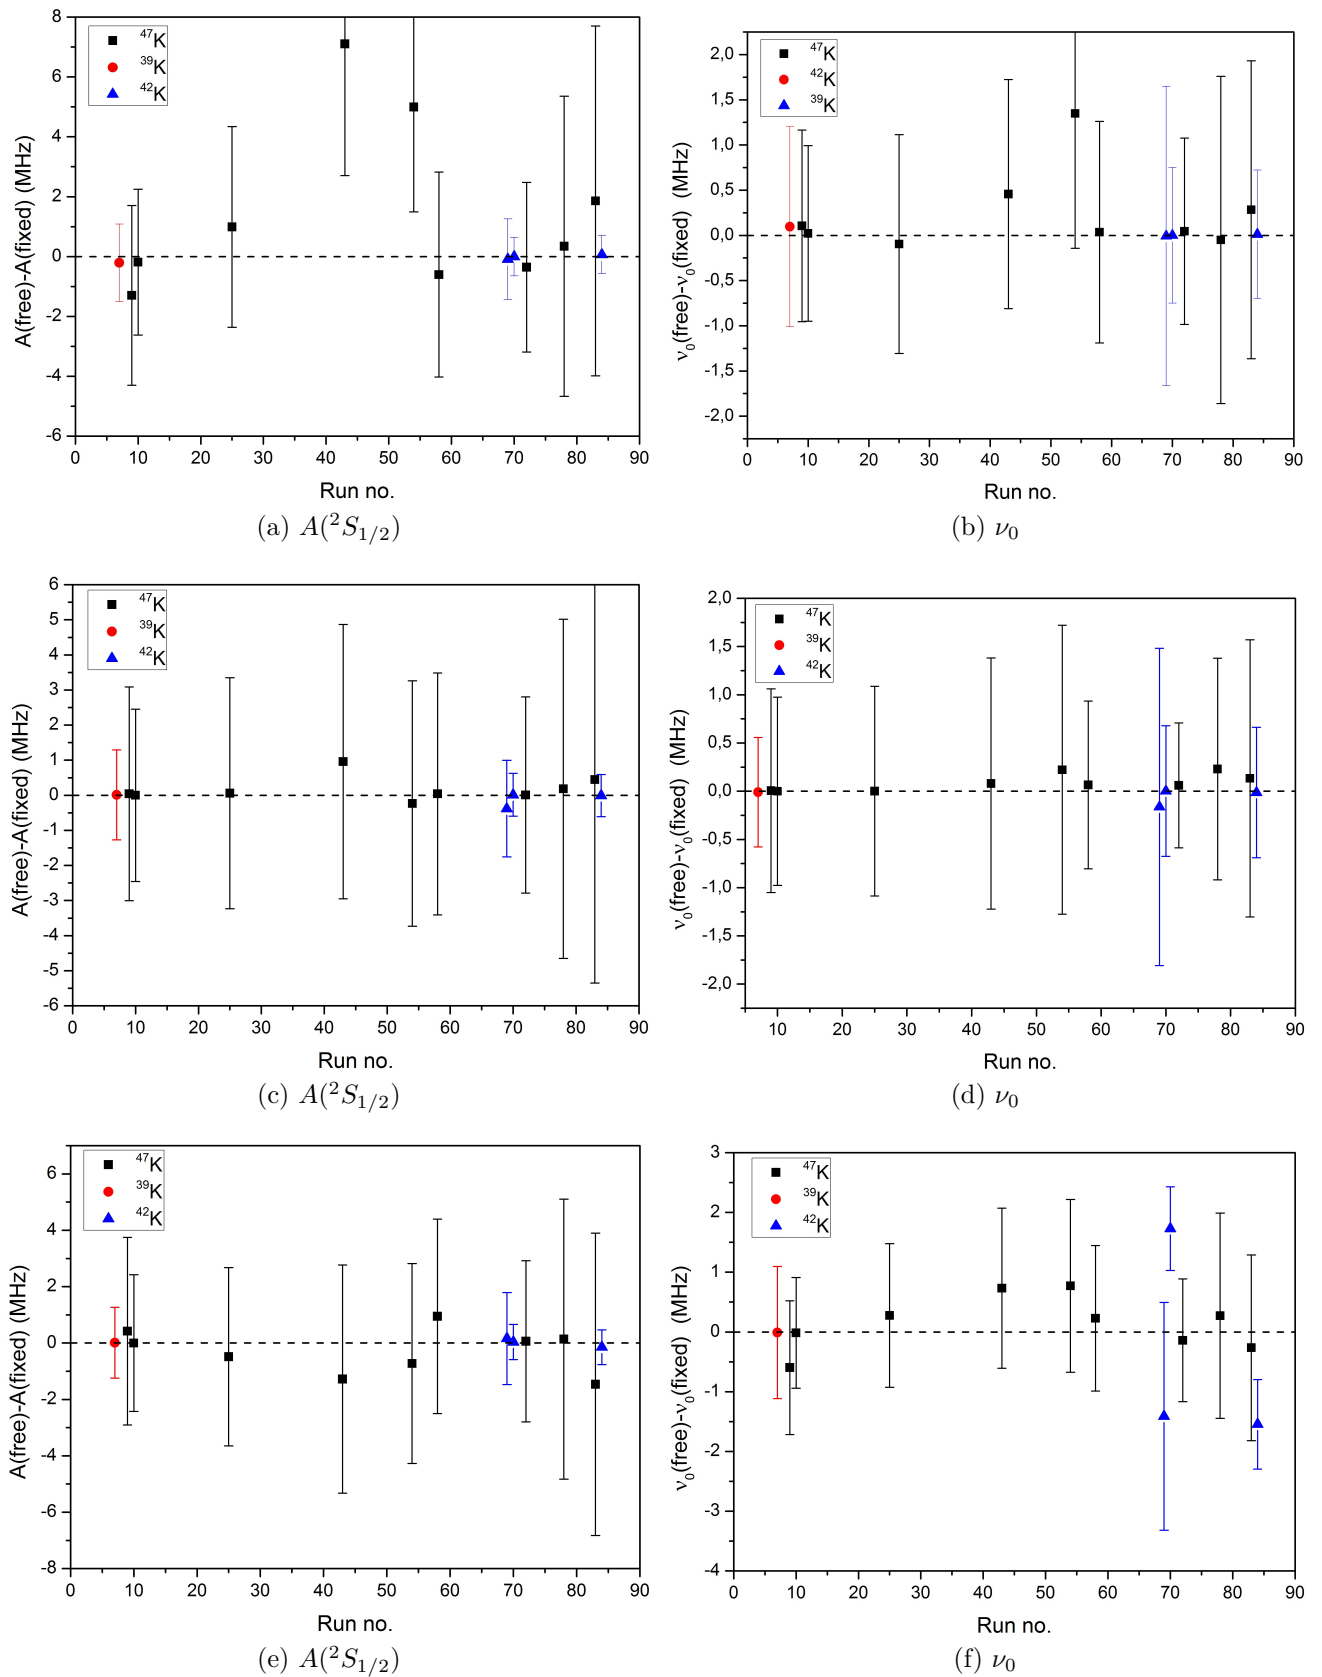 8
6
4
2
0
-2
-4
-6
0 10 20 30 40 50 60 70 80 90
A(free)-A(fixed) (MHz)
Run no.
47K
39K
42K
(a) A(²S1/2)
2,0
1,5
1,0
0,5
0,0
-0,5
-1,0
-1,5
-2,0
0 10 20 30 40 50 60 70 80 90
ν0(free)-ν0(fixed) (MHz)
Run no.
47K
42K
39K
(b) ν0
6
5
4
3
2
1
0
-1
-2
-3
-4
-5
-6
0 10 20 30 40 50 60 70 80 90
A(free)-A(fixed) (MHz)
Run no.
47K
39K
42K
(c) A(²S1/2)
2,0
1,5
1,0
0,5
0,0
-0,5
-1,0
-1,5
-2,0
10 20 30 40 50 60 70 80 90
ν0(free)-ν0(fixed) (MHz)
Run no.
47K
39K
42K
(d) ν0
6
4
2
0
-2
-4
-6
-8
0 10 20 30 40 50 60 70 80 90
A(free)-A(fixed) (MHz)
Run no.
47K
39K
42K
(e) A(²S1/2)
3
2
1
0
-1
-2
-3
-4
0 10 20 30 40 50 60 70 80 90
ν0(free)-ν0(fixed) (MHz)
Run no.
47K
39K
42K
(f) ν0